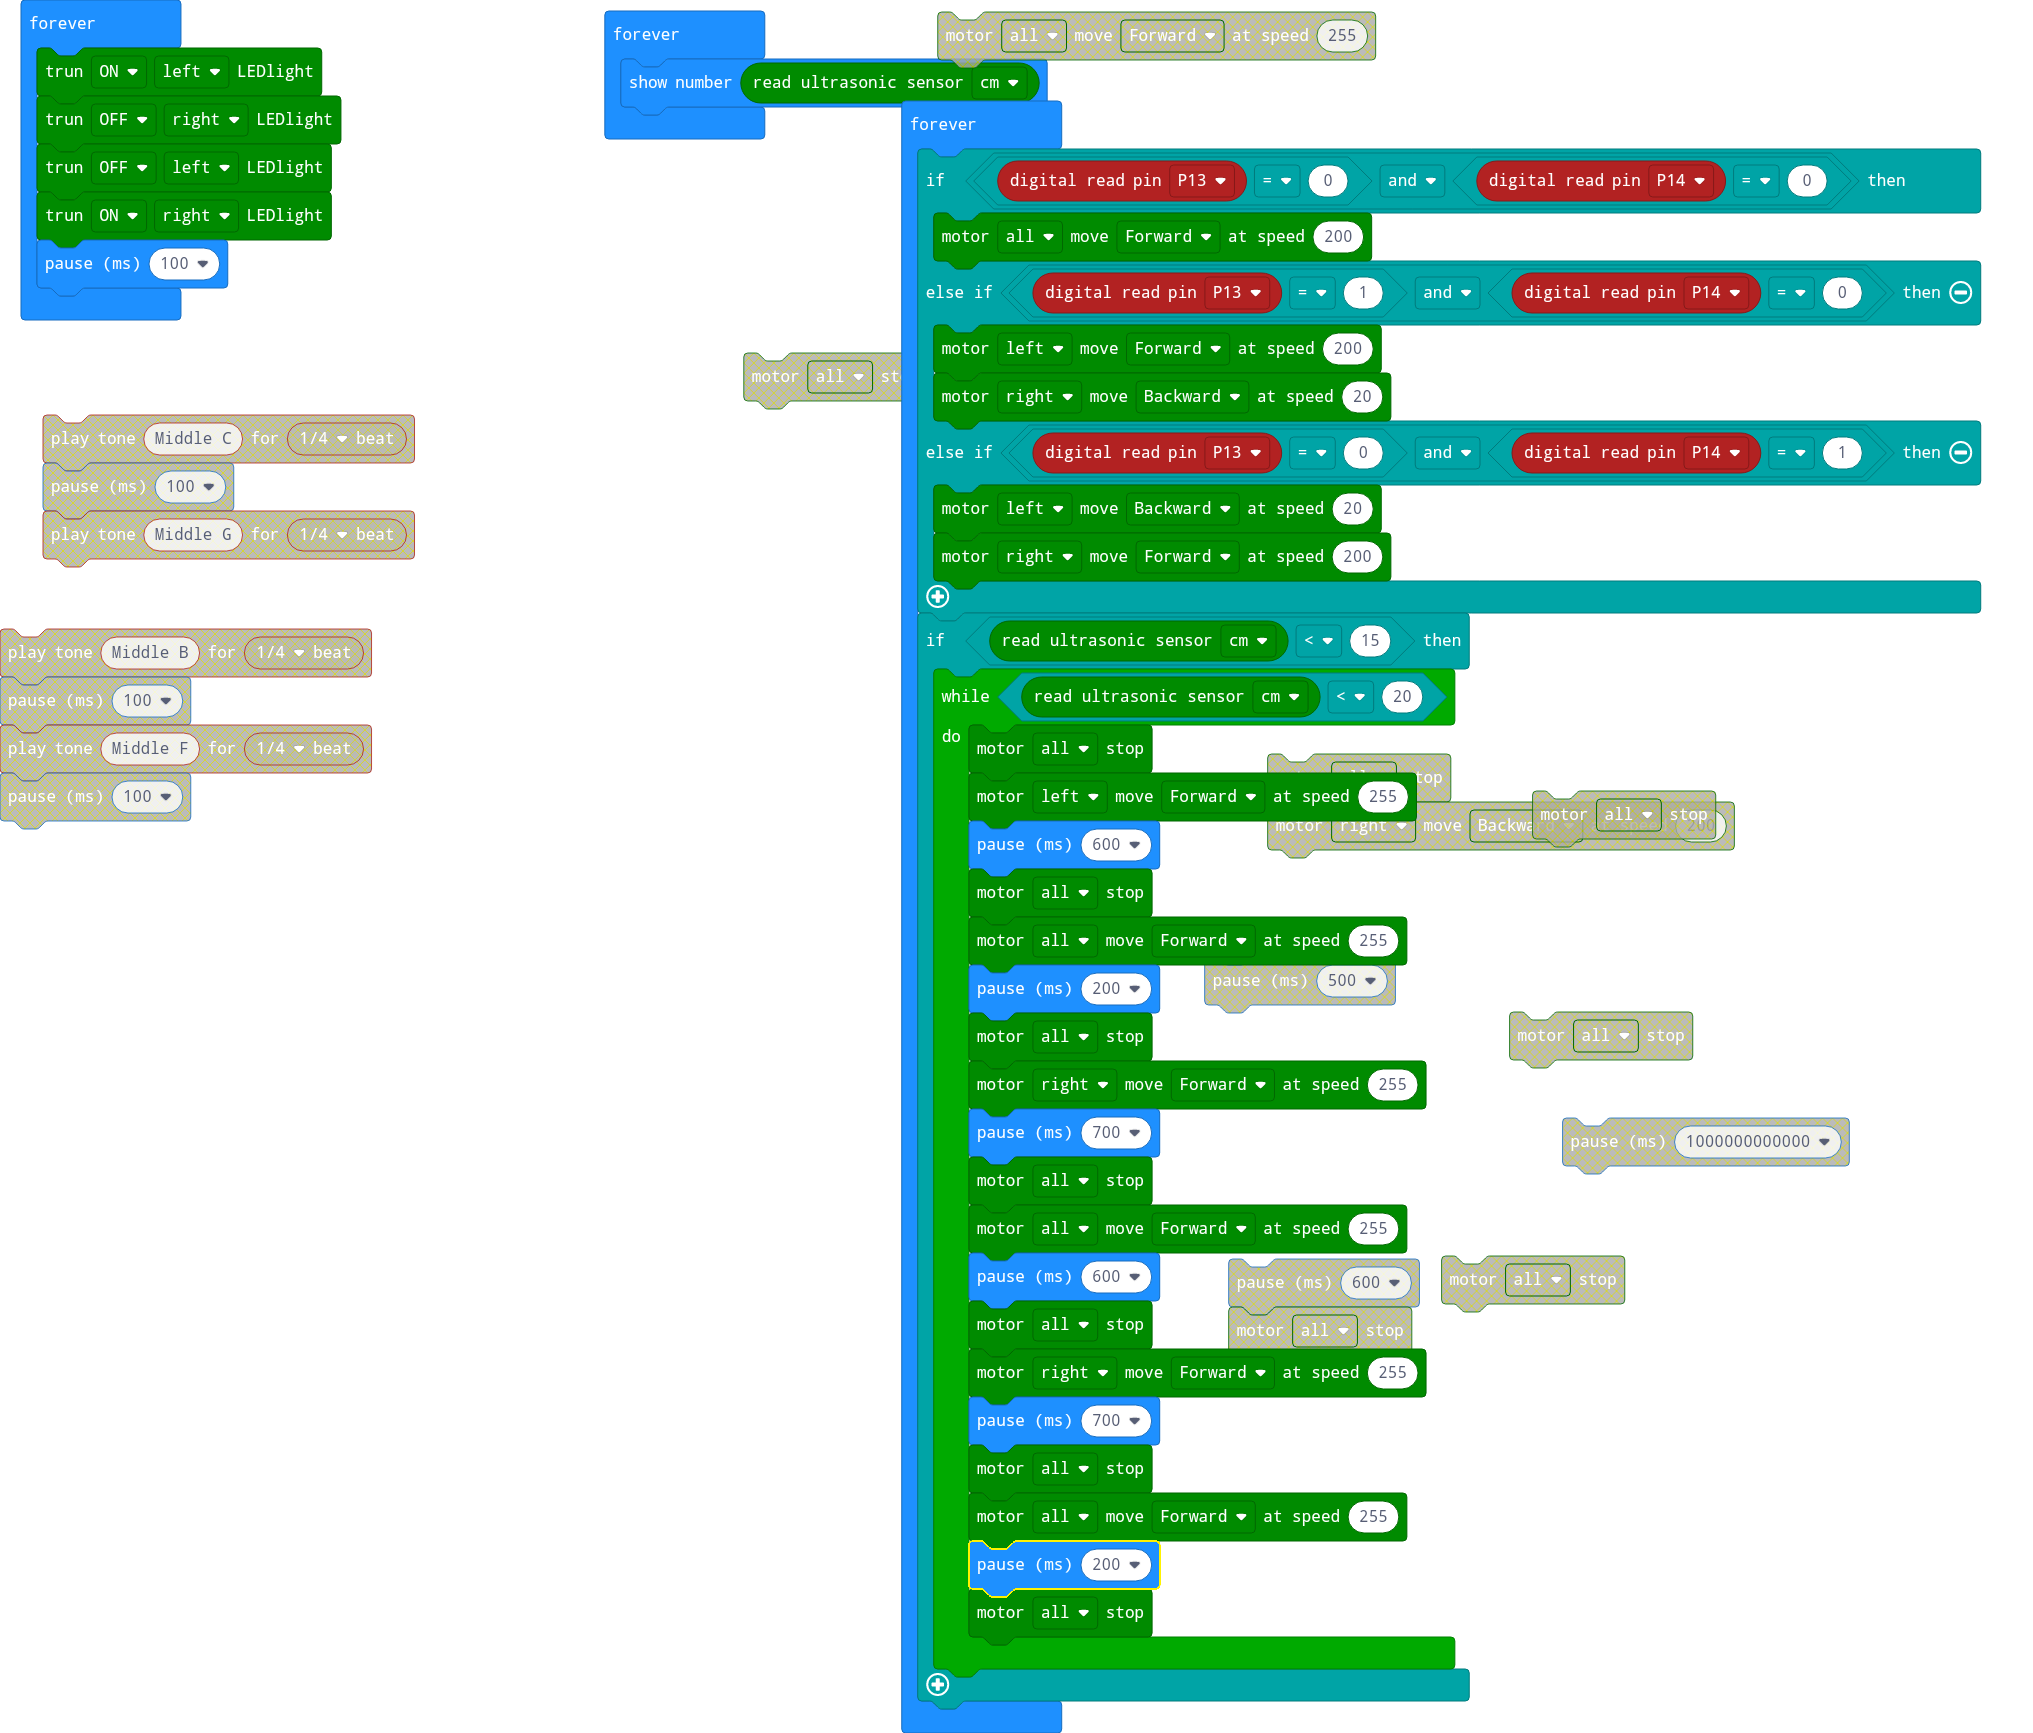 forever
trun ON left LEDlight
trun OFF right LEDlight
trun OFF left LEDlight
trun ON right LEDlight
pause (ms) 100
play tone Middle C for 1/4 beat
pause (ms) 100
play tone Middle G for 1/4 beat
play tone Middle B for 1/4 beat
pause (ms) 100
play tone Middle F for 1/4 beat
pause (ms) 100
forever
show number read ultrasonic sensor cm
motor all move Forward at speed 255
motor all
forever
if digital read pin P13 = 0 and digital read pin P14 = 0 then
motor all move Forward at speed 200
else if digital read pin P13 = 1 and digital read pin P14 = 0 then
motor left move Forward at speed 200
motor right move Backward at speed 20
else if digital read pin P13 = 0 and digital read pin P14 = 1 then
motor left move Backward at speed 20
motor right move Forward at speed 200
if read ultrasonic sensor cm < 15 then
while read ultrasonic sensor cm < 20
do
motor all stop
motor left move Forward at speed 255
pause (ms) 600
motor all stop
motor all move Forward at speed 255
pause (ms) 200
motor all stop
motor right move Forward at speed 255
pause (ms) 700
motor all stop
motor all move Forward at speed 255
pause (ms) 600
motor all stop
motor right move Forward at speed 255
pause (ms) 700
motor all stop
motor all move Forward at speed 255
pause (ms) 200
motor all stop
motor right move at speed 200
motor all stop
pause (ms) 500
motor all stop
pause (ms) 1000000000000
pause (ms) 600
motor all stop
motor all stop